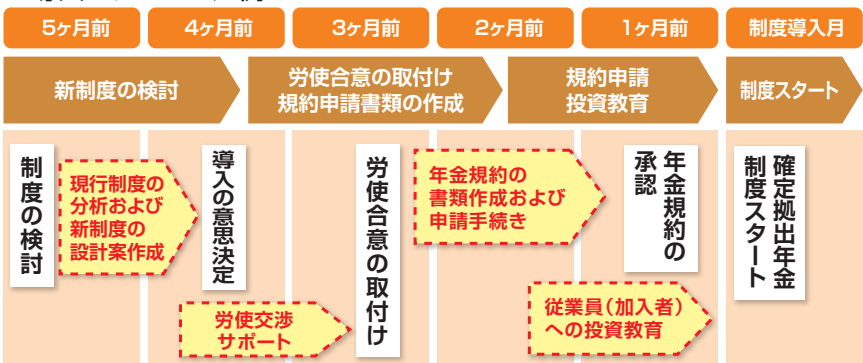 5ヶ月前
4ヶ月前
3ヶ月前
2ヶ月前
1ヶ月前
制度導入月
新制度の検討
労使合意の取付け
規約申請書類の作成
規約申請
投資教育
制度スタート
制度の検討
現行制度の
分析および
新制度の
設計案作成
導入の意思決定
労使交渉
サポート
労使合意の取付け
年金規約の
書類作成および
申請手続き
年金規約の
承認
従業員(加入者)
への投資教育
確定拠出年金
制度スタート